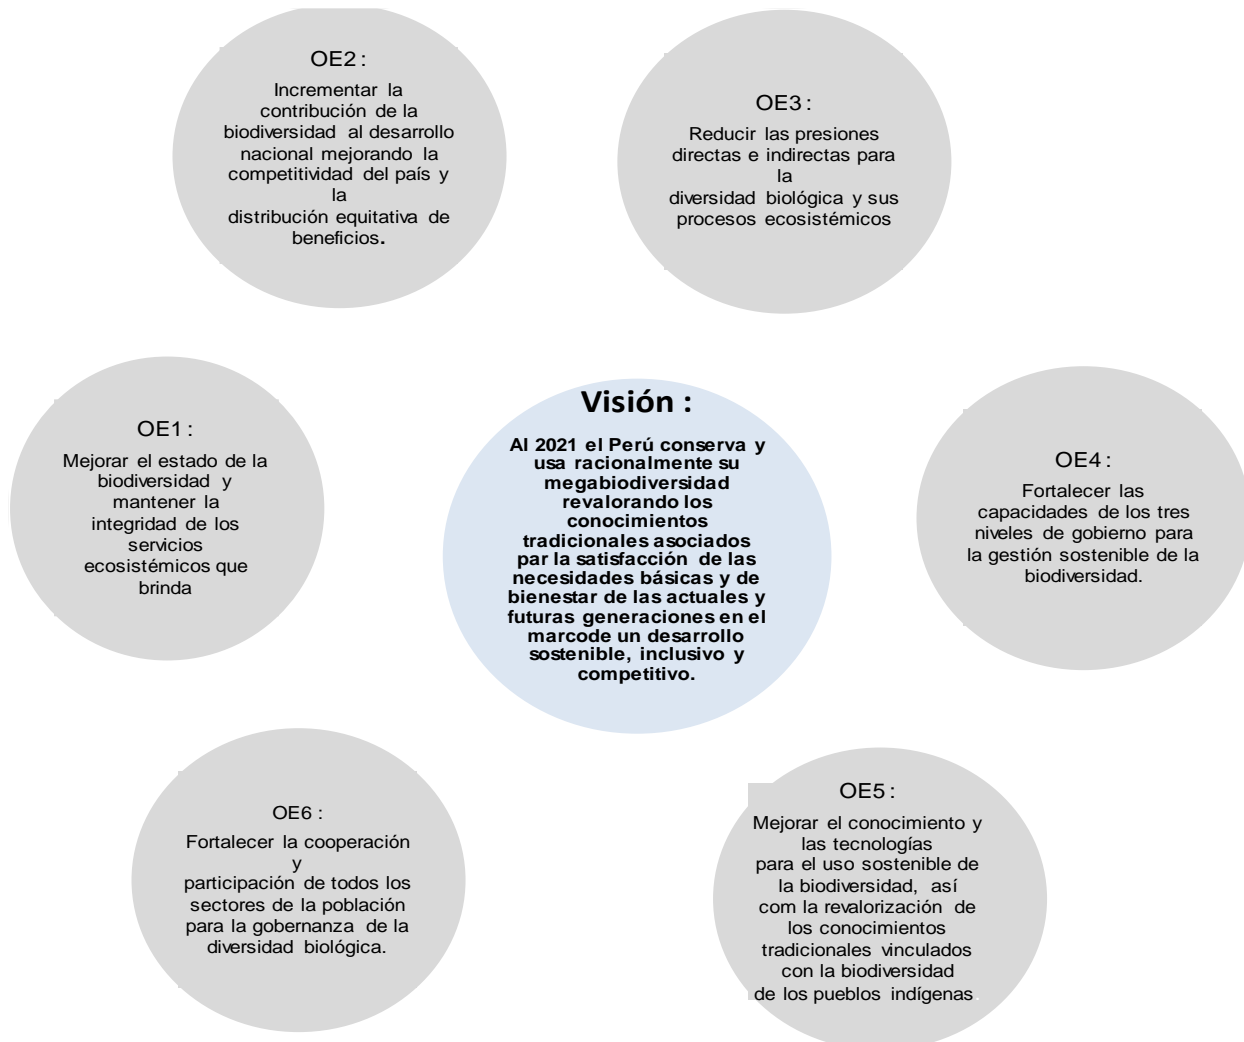 OE2 :
Incrementar la
contribución de la
biodiversidad al desarrollo
nacional mejorando la
competitividad del país y
la
distribución equitativa de
beneficios.
OE3 :
Reducir las presiones
directas e indirectas para
la
diversidad biológica y sus
procesos ecosistémicos
OE1 :
Mejorar el estado de la
biodiversidad y
mantener la
integridad de los
servicios
ecosistémicos que
brinda
Visión :
Al 2021 el Perú conserva y
usa racionalmente su
megabiodiversidad
revalorando los
conocimientos
tradicionales asociados
par la satisfacción de las
necesidades básicas y de
bienestar de las actuales y
futuras generaciones en el
marcode un desarrollo
sostenible, inclusivo y
competitivo.
OE4 :
Fortalecer las
capacidades de los tres
niveles de gobierno para
la gestión sostenible de la
biodiversidad.
OE6 :
Fortalecer la cooperación
y
participación de todos los
sectores de la población
para la gobernanza de la
diversidad biológica.
OE5 :
Mejorar el conocimiento y
las tecnologías
para el uso sostenible de
la biodiversidad, así
com la revalorización de
los conocimientos
tradicionales vinculados
con la biodiversidad
de los pueblos indígenas.